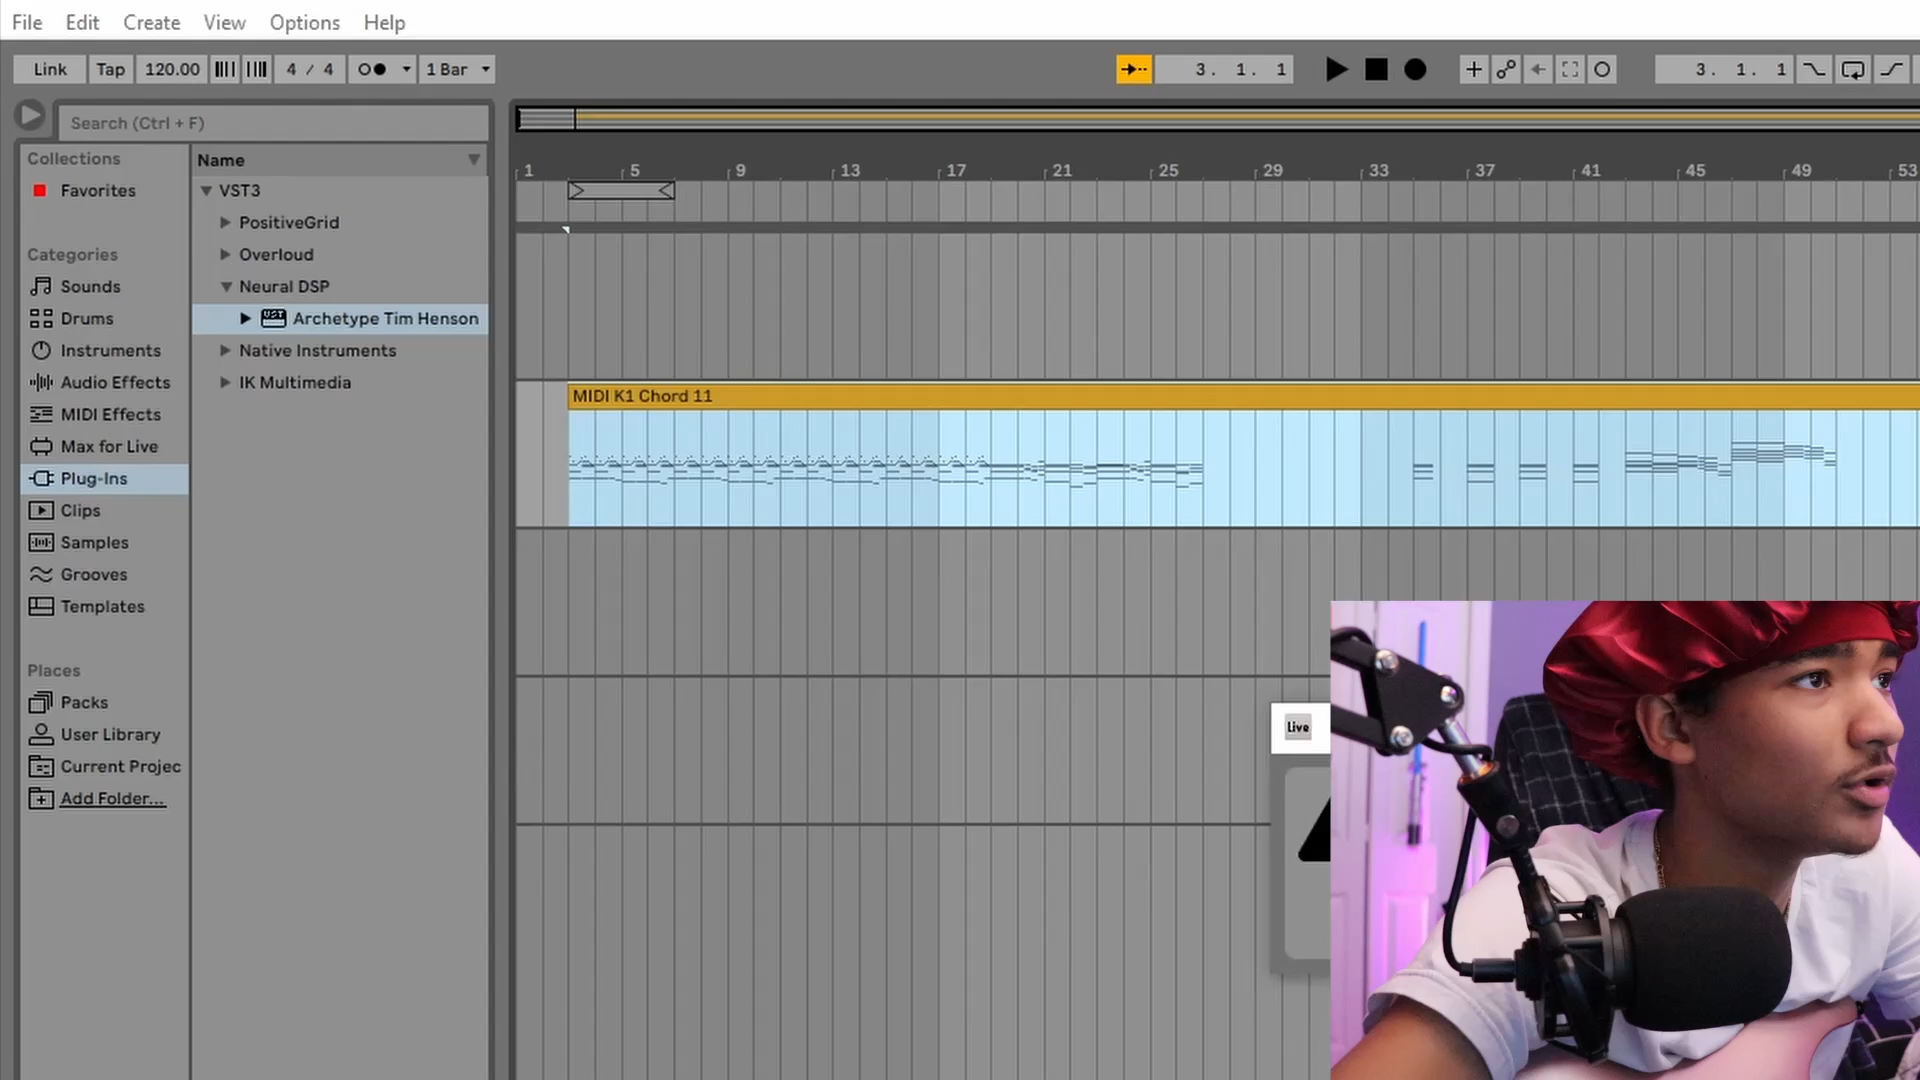 File Edit Create View Options Help
Link Tap 120.00 4 / 4 1 Bar 3. 1. 1 3. 1. 1
Search (Ctrl + F)
Collections
Favorites
Categories
Sounds
Drums
Instruments
Audio Effects
MIDI Effects
Max for Live
Plug-Ins
Clips
Samples
Grooves
Templates
Places
Packs
User Library
Current Projec
Add Folder...
Name
VST3
PositiveGrid
Overloud
Neural DSP
VST Archetype Tim Henson
Native Instruments
IK Multimedia
1 5 9 13 17 21 25 29 33 37 41 45 49 53
MIDI K1 Chord 11
Live